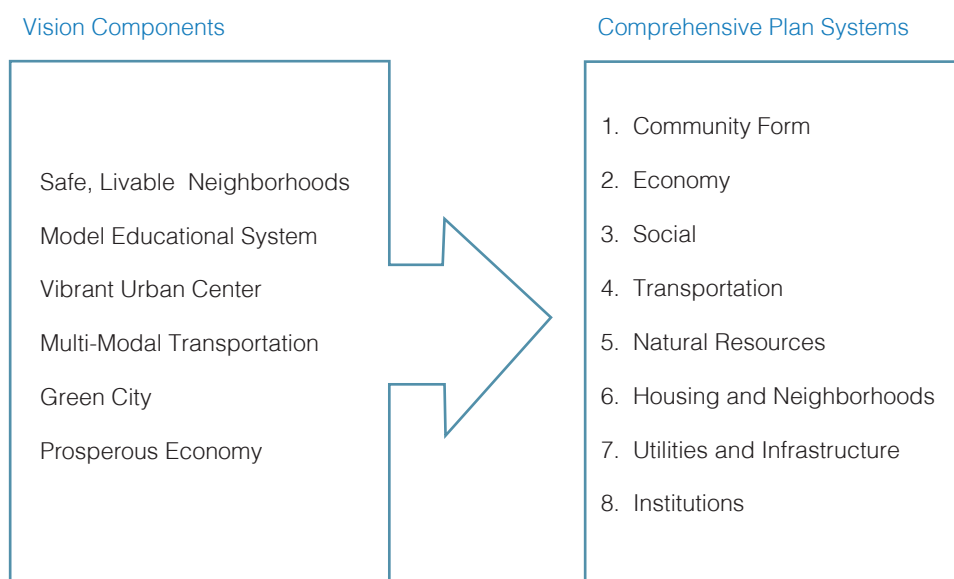 Vision Components
Safe, Livable Neighborhoods
Model Educational System
Vibrant Urban Center
Multi-Modal Transportation
Green City
Prosperous Economy
Comprehensive Plan Systems
1. Community Form
2. Economy
3. Social
4. Transportation
5. Natural Resources
6. Housing and Neighborhoods
7. Utilities and Infrastructure
8. Institutions